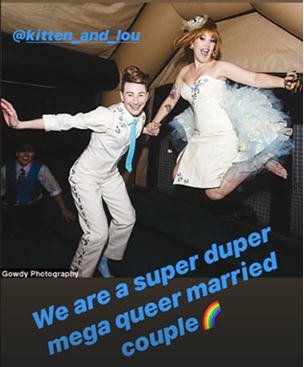 @kitten_and_lou
Gowdy Photography
We are a super duper
mega queer married
couple🌈